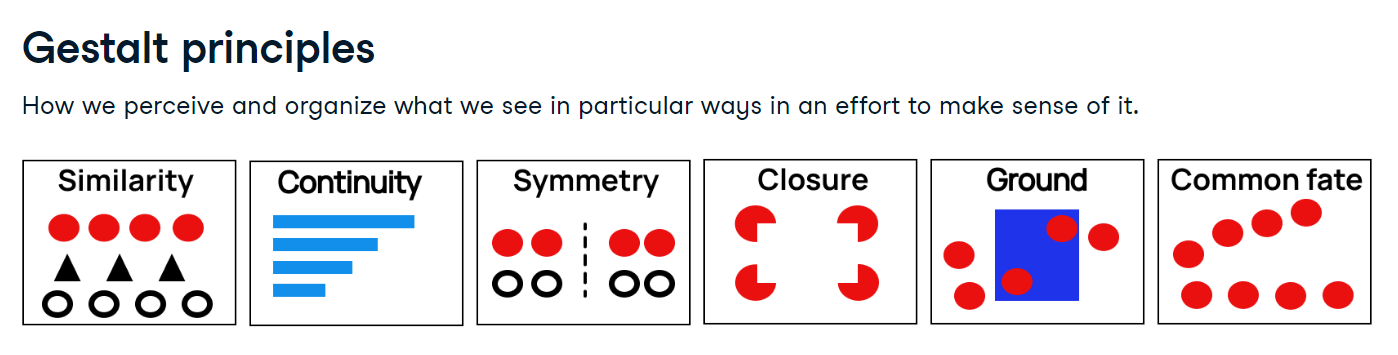 Gestalt principles
How we perceive and organize what we see in particular ways in an effort to make sense of it.
Similarity
Continuity
Symmetry
Closure
Ground
Common fate